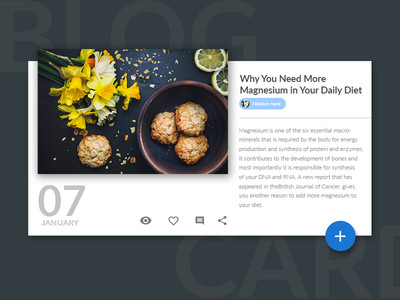 BLOG
Why You Need More
Magnesium in Your Daily Diet
Nikolon mark
Magnesium is one of the six essential macro-
minerals that is required by the body for energy
production and synthesis of protein and enzymes.
It contributes to the development of bones and
most importantly it is responsible for synthesis
of your DNA and RNA. A new report that has
appeared in theBritish Journal of Cancer, gives
you another reason to add more magnesium to
your diet.
07
JANUARY
CARD